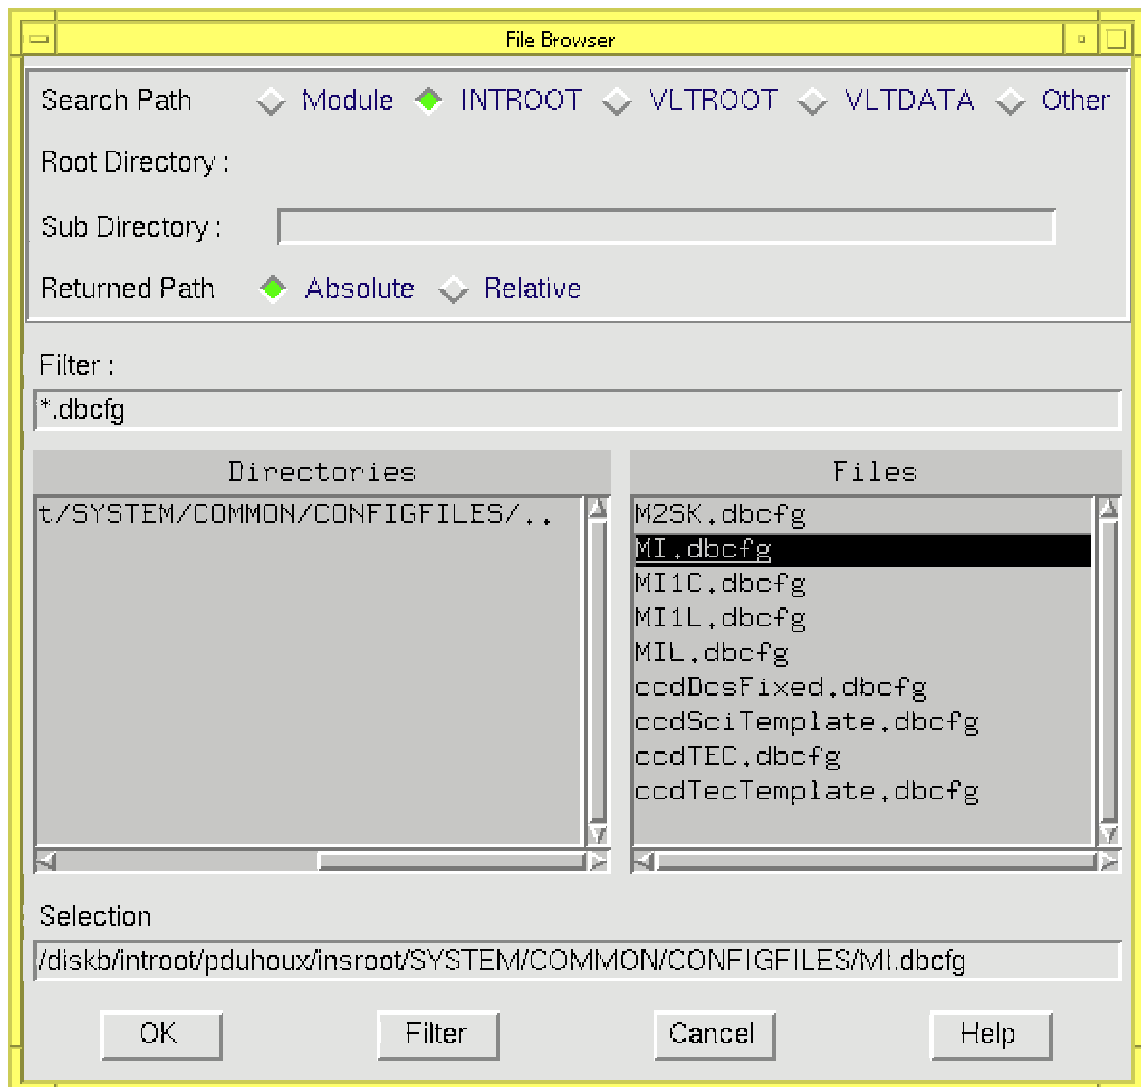 File Browser
Search Path Module INTROOT VLTROOT VLTDATA Other
Root Directory :
Sub Directory :
Returned Path Absolute Relative
Filter :
*.dbcfg
Directories
t/SYSTEM/COMMON/CONFIGFILES/..
Files
M2SK.dbcfg
MI.dbcfg
MI1C.dbcfg
MI1L.dbcfg
MIL.dbcfg
ccdDcsFixed.dbcfg
ccdSciTemplate.dbcfg
ccdTEC.dbcfg
ccdTecTemplate.dbcfg
Selection
/diskb/introot/pduhoux/insroot/SYSTEM/COMMON/CONFIGFILES/MI.dbcfg
OK Filter Cancel Help